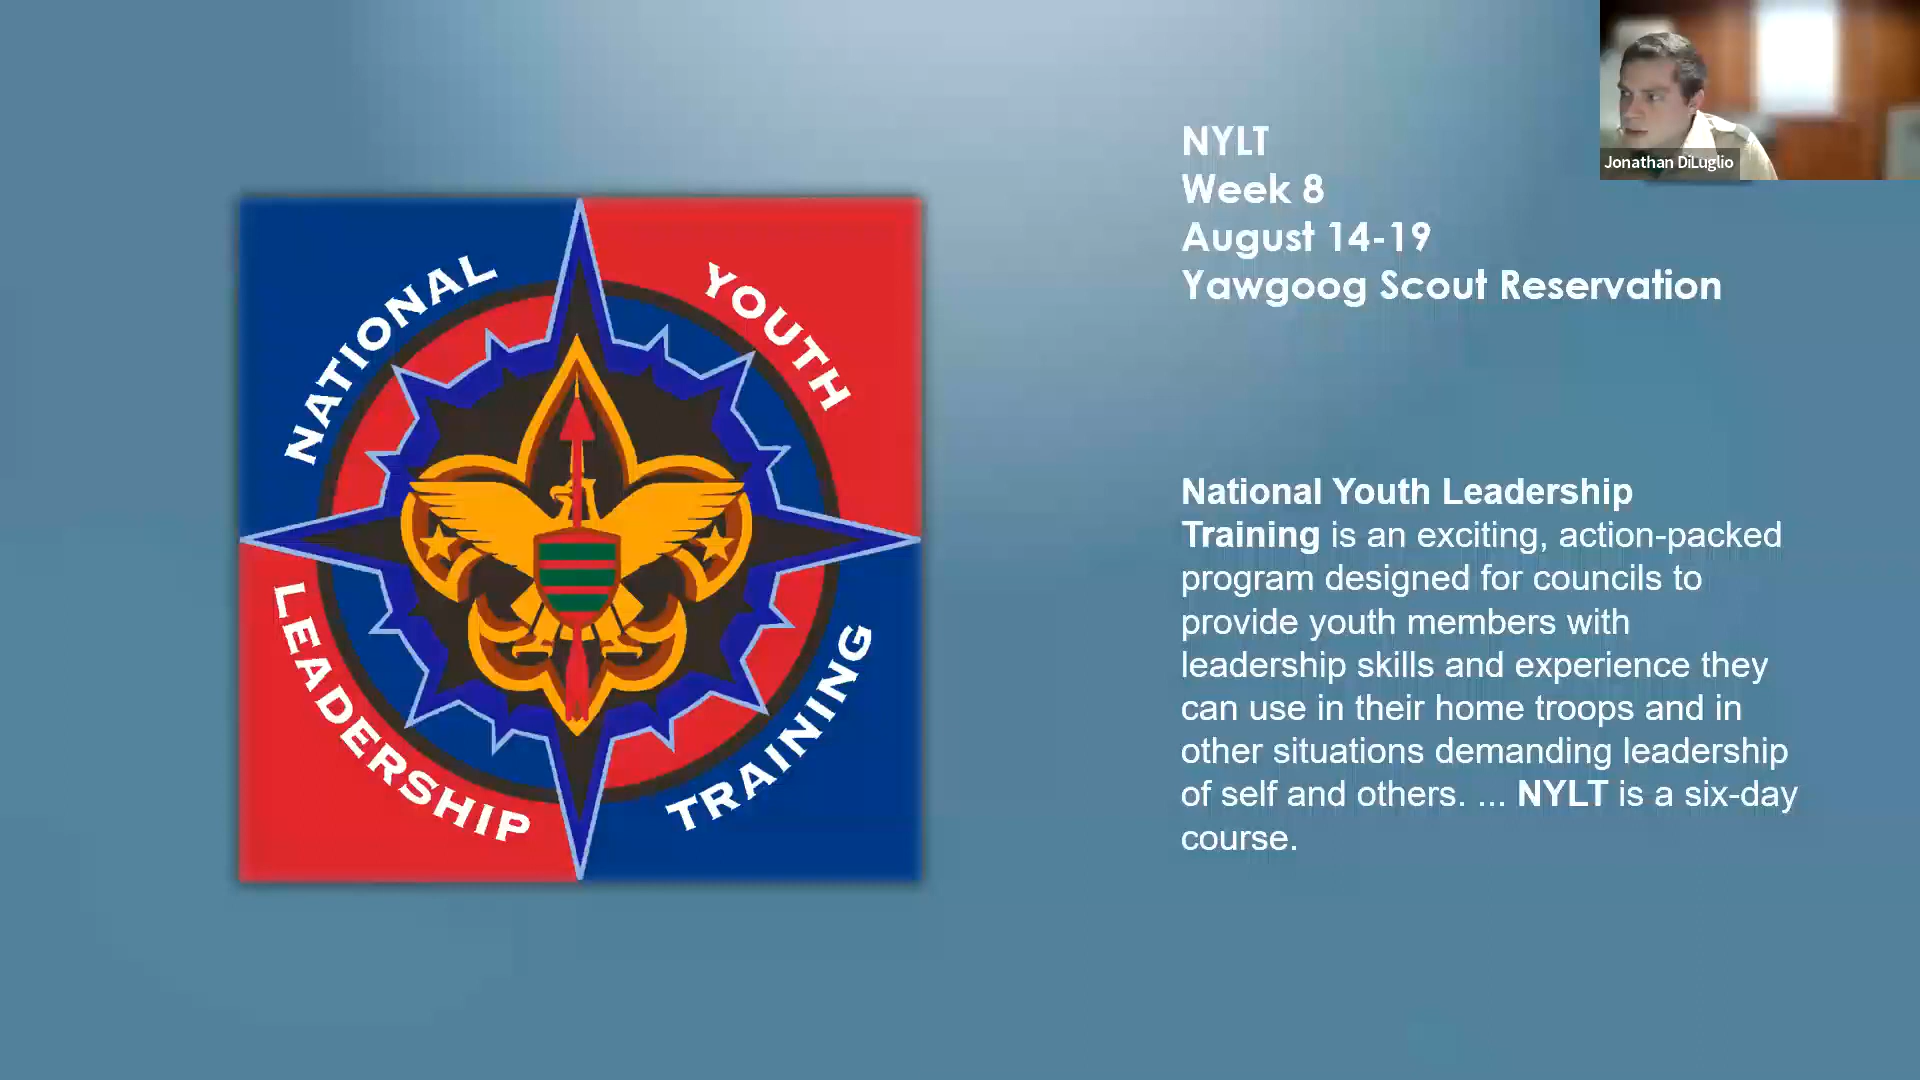 NATIONAL
YOUTH
LEADERSHIP
TRAINING
NYLT
Week 8
August 14-19
Yawgoog Scout Reservation
National Youth Leadership
Training is an exciting, action-packed
program designed for councils to
provide youth members with
leadership skills and experience they
can use in their home troops and in
other situations demanding leadership
of self and others. ... NYLT is a six-day
course.
Jonathan DiLuglio